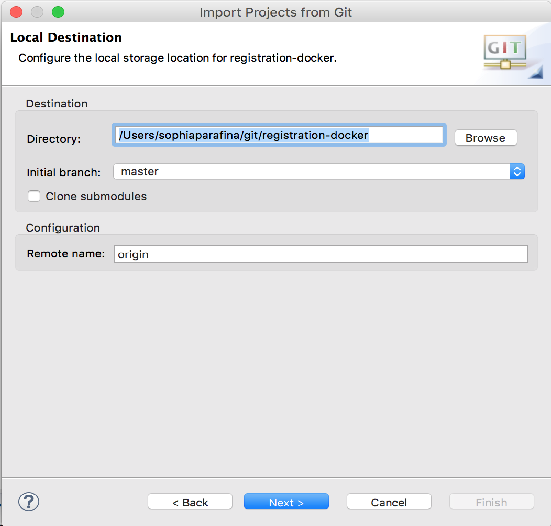 Import Projects from Git
Local Destination
Configure the local storage location for registration-docker.
GIT
Destination
Directory: /Users/sophiaparafina/git/registration-docker Browse
Initial branch: master
Clone submodules
Configuration
Remote name: origin
? < Back Next > Cancel Finish